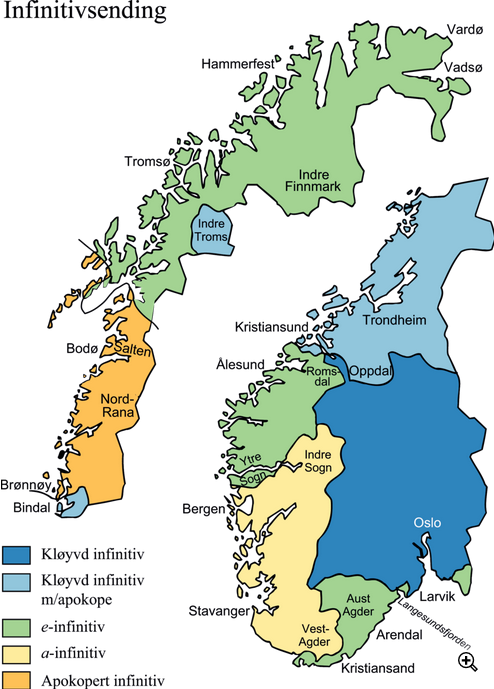 Infinitivsending
Vardø
Hammerfest
Vadsø
Tromsø
Indre
Finnmark
Indre
Troms
Kristiansund
Trondheim
Bodø
Salten
Ålesund
Roms-
dal
Oppdal
Nord-
Rana
Ytre
Sogn
Indre
Sogn
Brønnøy
Bindal
Bergen
Oslo
Kløyvd infinitiv
Kløyvd infinitiv
m/apokope
e-infinitiv
a-infinitiv
Apokopert infinitiv
Stavanger
Aust
Agder
Vest-
Agder
Larvik
Langesundsfjorden
Arendal
Kristiansand